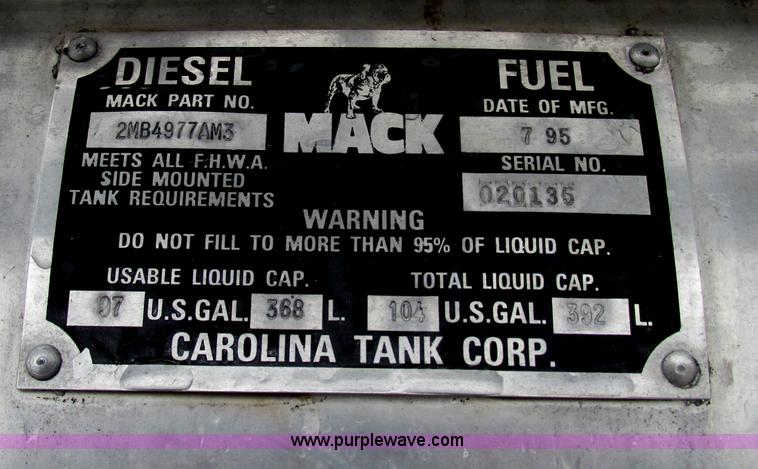 DIESEL
FUEL
MACK PART NO.
2MB4977AM3
MACK
DATE OF MFG.
7 95
MEETS ALL F.H.W.A.
SIDE MOUNTED
TANK REQUIREMENTS
SERIAL NO.
020135
WARNING
DO NOT FILL TO MORE THAN 95% OF LIQUID CAP.
USABLE LIQUID CAP.
TOTAL LIQUID CAP.
97 U.S.GAL. 368 L.
104 U.S.GAL. 392 L.
CAROLINA TANK CORP.
www.purplewave.com